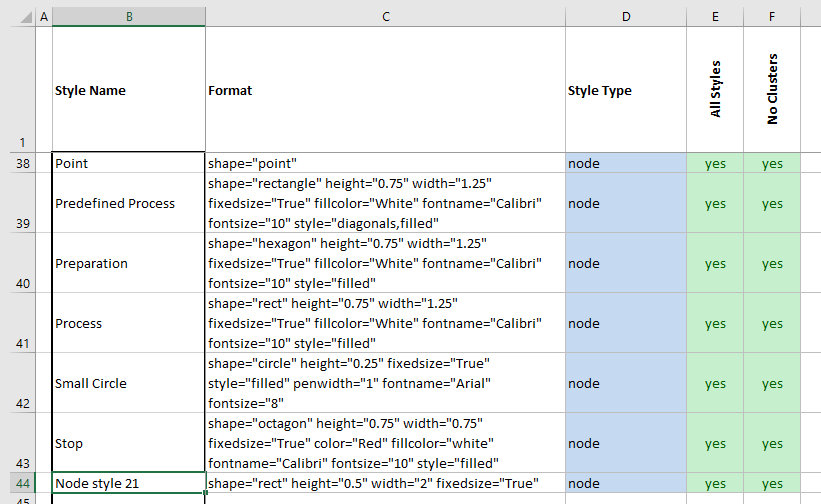 A B C D E F
1 Style Name Format Style Type All Styles No Clusters
38 Point shape="point" node yes yes
shape="rectangle" height="0.75" width="1.25"
39 Predefined Process fixedsize="True" fillcolor="White" fontname="Calibri" node yes yes
fontsize="10" style="diagonals,filled"
shape="hexagon" height="0.75" width="1.25"
40 Preparation fixedsize="True" fillcolor="White" fontname="Calibri" node yes yes
fontsize="10" style="filled"
shape="rect" height="0.75" width="1.25"
41 Process fixedsize="True" fillcolor="White" fontname="Calibri" node yes yes
fontsize="10" style="filled"
shape="circle" height="0.25" fixedsize="True"
42 Small Circle style="filled" penwidth="1" fontname="Arial" node yes yes
fontsize="8"
shape="octagon" height="0.75" width="0.75"
43 Stop fixedsize="True" color="Red" fillcolor="white" node yes yes
fontname="Calibri" fontsize="10" style="filled"
44 Node style 21 shape="rect" height="0.5" width="2" fixedsize="True" node yes yes
45